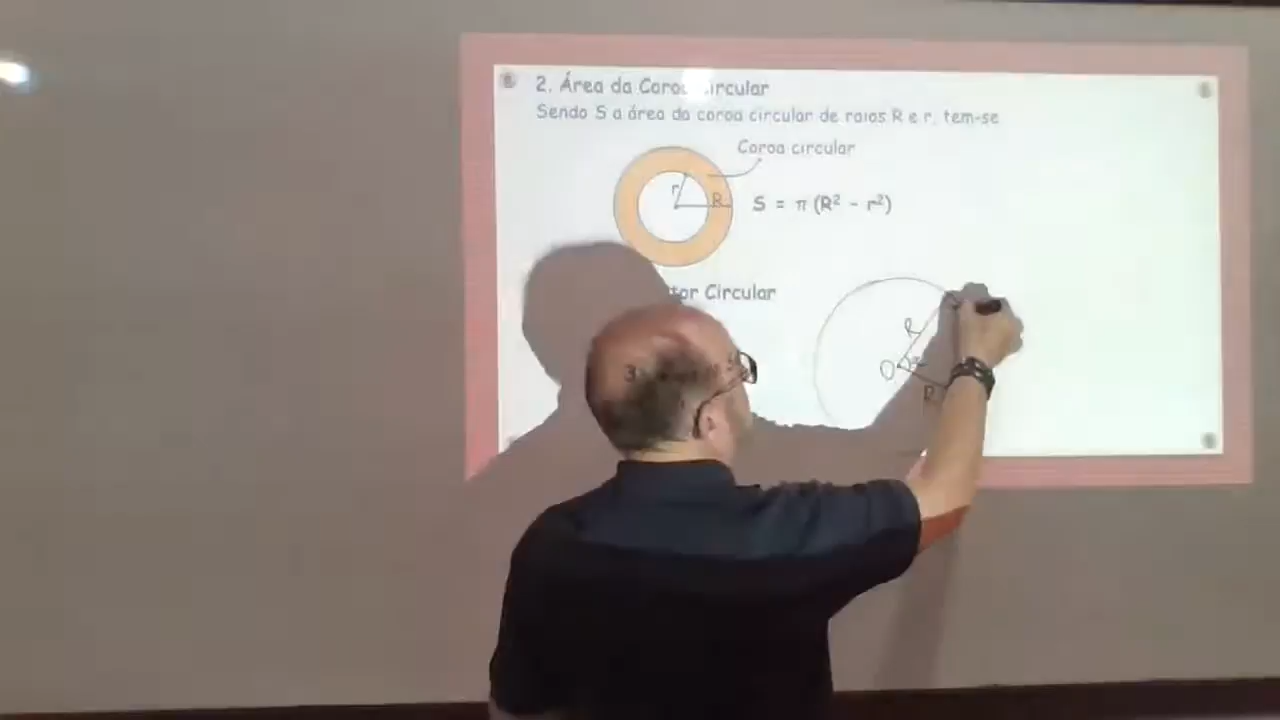 2. Área da Coroa Circular
Sendo S a área da coroa circular de raios R e r, tem-se
Coroa circular
r
R
S = π (R² - r²)
tor Circular
R
O
R